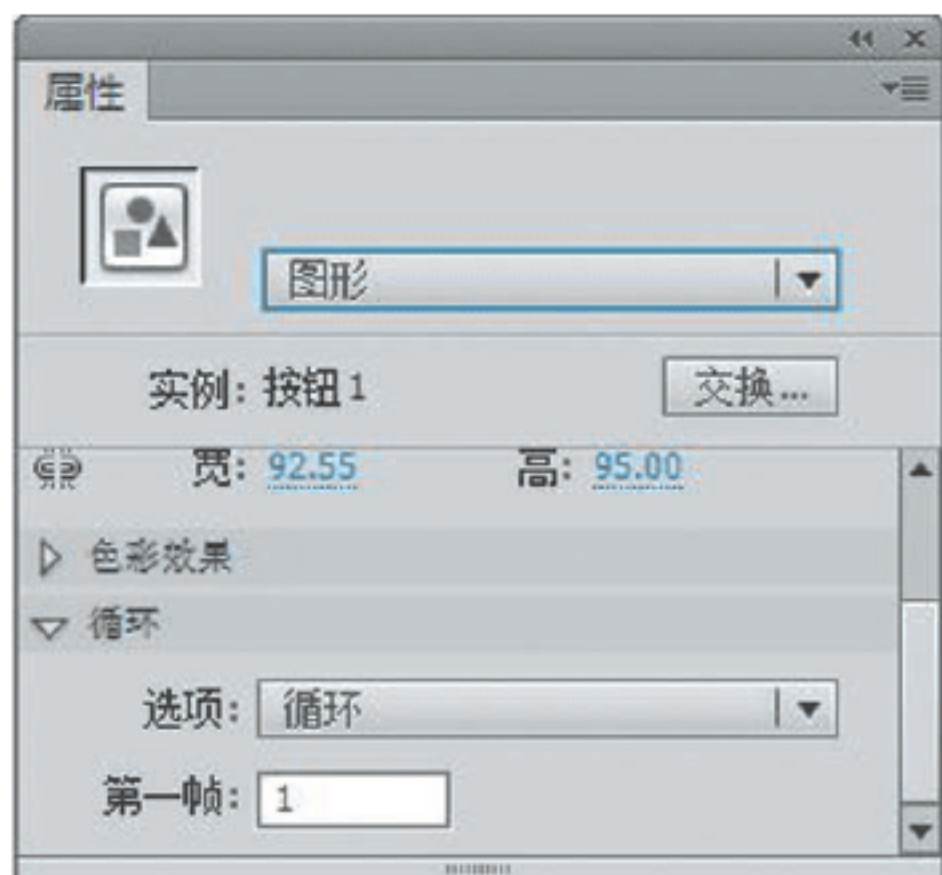 属性
图形
实例: 按钮 1 交换...
宽: 92.55 高: 95.00
色彩效果
循环
选项: 循环
第一帧: 1